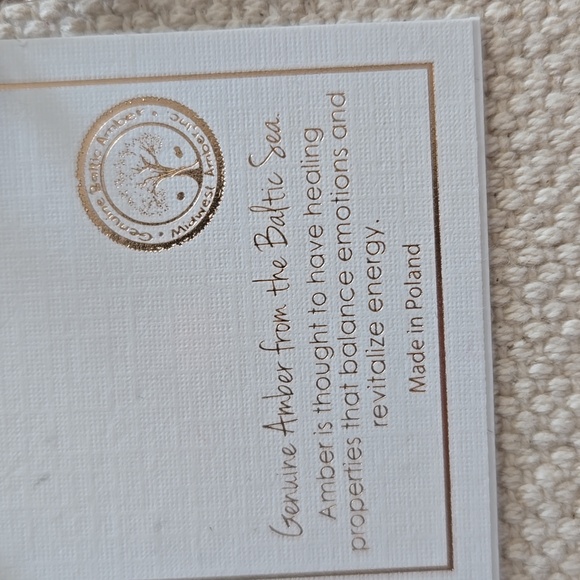 Genuine Baltic Amber • Midwest Amber,inc •
Genuine Amber from the Baltic Sea.
Amber is thought to have healing
properties that balance emotions and
revitalize energy.
Made in Poland